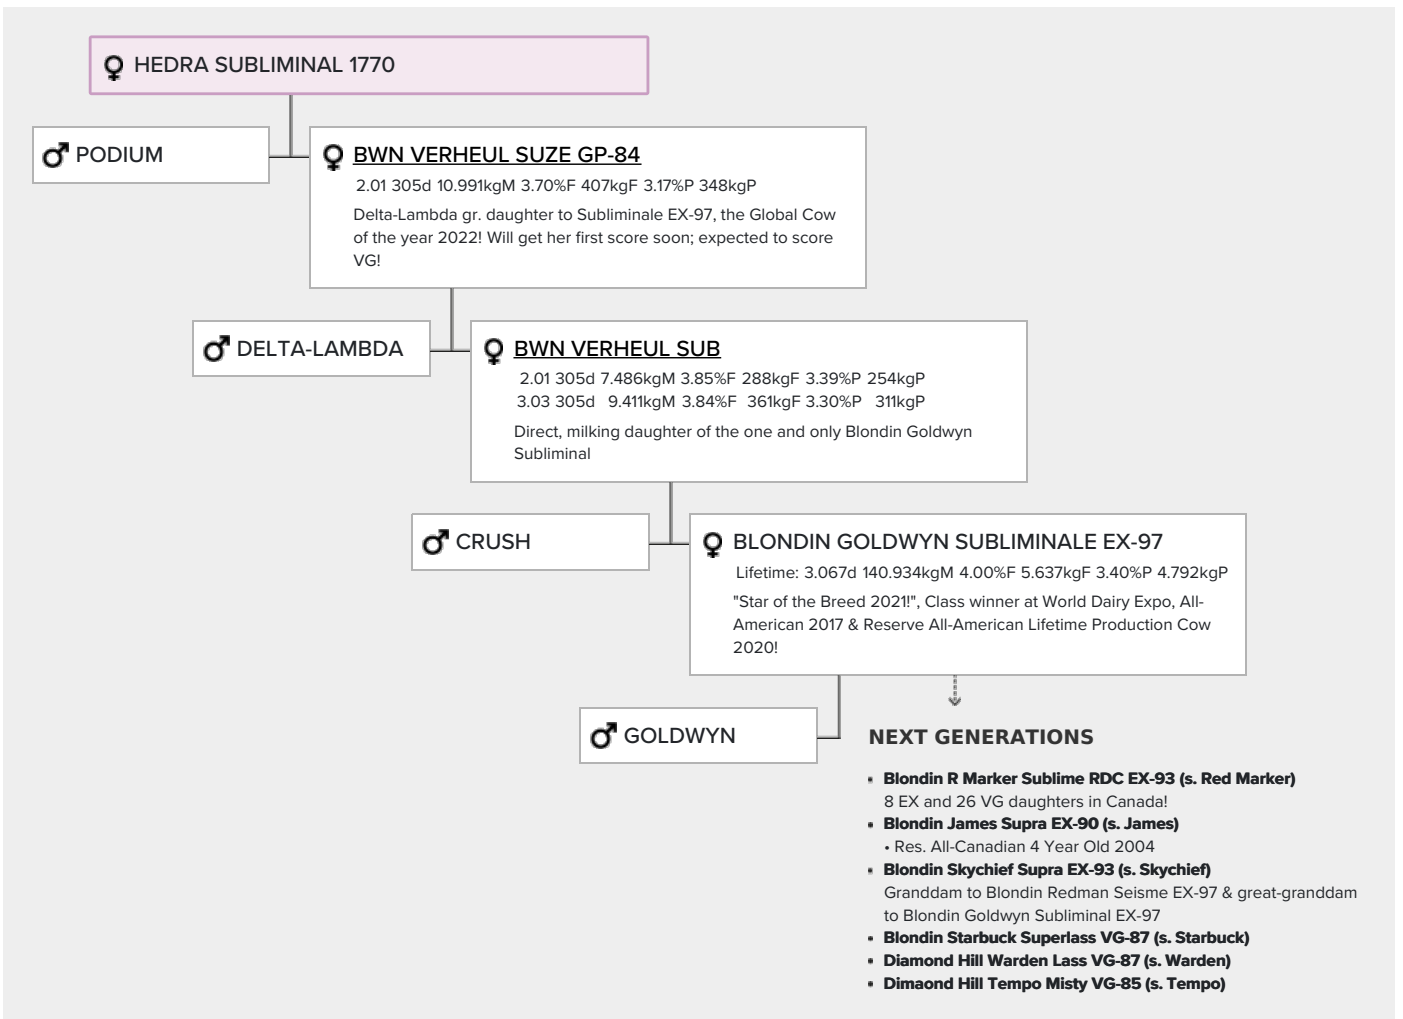 HEDRA SUBLIMINAL 1770
PODIUM
BWN VERHEUL SUZE GP-84
2.01 305d 10.991kgM 3.70%F 407kgF 3.17%P 348kgP
Delta-Lambda gr. daughter to Subliminale EX-97, the Global Cow
of the year 2022! Will get her first score soon; expected to score
VG!
DELTA-LAMBDA
BWN VERHEUL SUB
2.01 305d 7.486kgM 3.85%F 288kgF 3.39%P 254kgP
3.03 305d 9.411kgM 3.84%F 361kgF 3.30%P 311kgP
Direct, milking daughter of the one and only Blondin Goldwyn
Subliminal
CRUSH
BLONDIN GOLDWYN SUBLIMINALE EX-97
Lifetime: 3.067d 140.934kgM 4.00%F 5.637kgF 3.40%P 4.792kgP
"Star of the Breed 2021!", Class winner at World Dairy Expo, All-
American 2017 & Reserve All-American Lifetime Production Cow
2020!
GOLDWYN
NEXT GENERATIONS
• Blondin R Marker Sublime RDC EX-93 (s. Red Marker)
8 EX and 26 VG daughters in Canada!
• Blondin James Supra EX-90 (s. James)
• Res. All-Canadian 4 Year Old 2004
• Blondin Skychief Supra EX-93 (s. Skychief)
Granddam to Blondin Redman Seisme EX-97 & great-granddam
to Blondin Goldwyn Subliminal EX-97
• Blondin Starbuck Superlass VG-87 (s. Starbuck)
• Diamond Hill Warden Lass VG-87 (s. Warden)
• Dimaond Hill Tempo Misty VG-85 (s. Tempo)